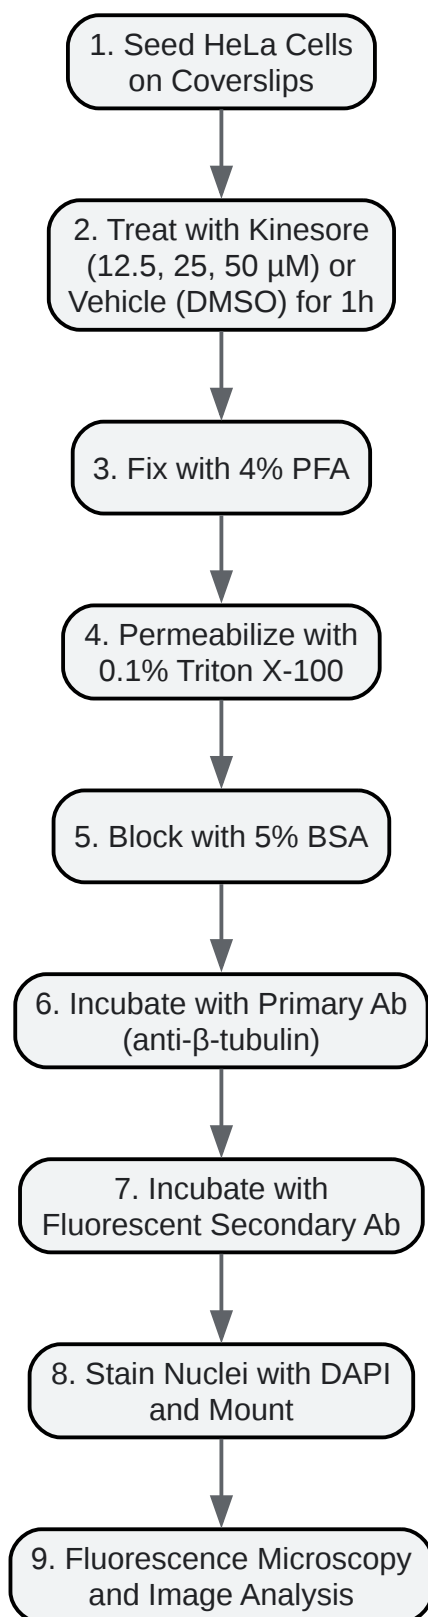 1. Seed HeLa Cells
on Coverslips
2. Treat with Kinesore
(12.5, 25, 50 µM) or
Vehicle (DMSO) for 1h
3. Fix with 4% PFA
4. Permeabilize with
0.1% Triton X-100
5. Block with 5% BSA
6. Incubate with Primary Ab
(anti-β-tubulin)
7. Incubate with
Fluorescent Secondary Ab
8. Stain Nuclei with DAPI
and Mount
9. Fluorescence Microscopy
and Image Analysis